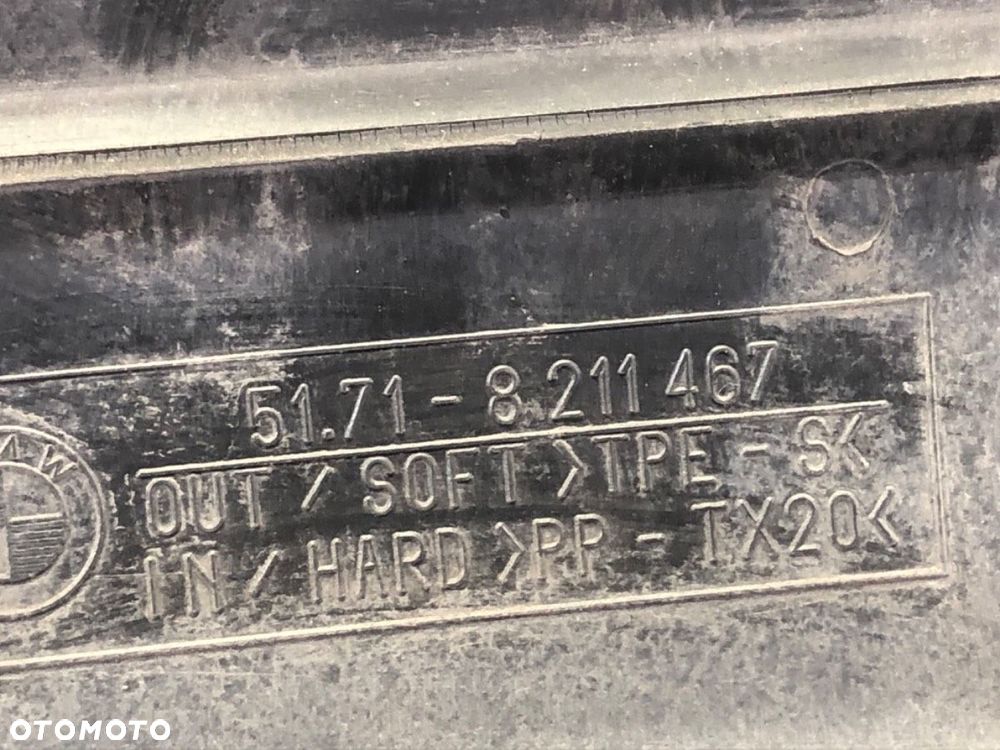 51.71 - 8 211 467
OUT / SOFT >TPE - S<
IN / HARD >PP - TX20<
OTOMOTO